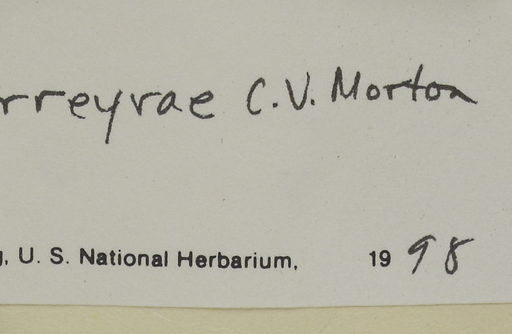 rreyrae C.V. Morton
, U. S. National Herbarium, 1998